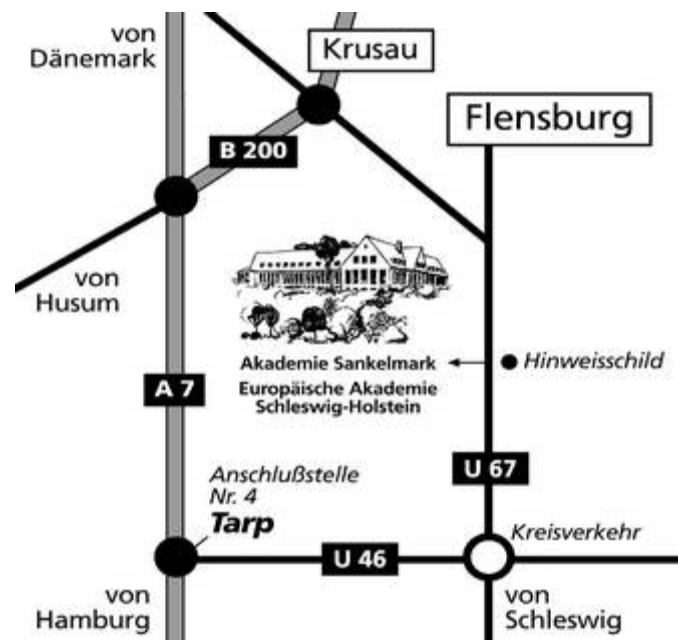 von
Dänemark
Krusau
Flensburg
B 200
von
Husum
Akademie Sankelmark
Hinweisschild
Europäische Akademie
Schleswig-Holstein
A 7
U 67
Anschlußstelle
Nr. 4
Tarp
Kreisverkehr
U 46
von
Hamburg
von
Schleswig